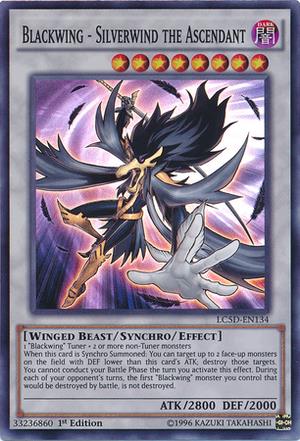 BLACKWING - SILVERWIND THE ASCENDANT
DARK
闇
LC5D-EN134
[WINGED BEAST/SYNCHRO/EFFECT]
1 "Blackwing" Tuner + 2 or more non-Tuner monsters
When this card is Synchro Summoned: You can target up to 2 face-up monsters
on the field with DEF lower than this card's ATK; destroy those targets.
You cannot conduct your Battle Phase the turn you activate this effect. During
each of your opponent's turns, the first "Blackwing" monster you control that
would be destroyed by battle, is not destroyed.
ATK/2800 DEF/2000
33236860 1st Edition ©1996 KAZUKI TAKAHASHI